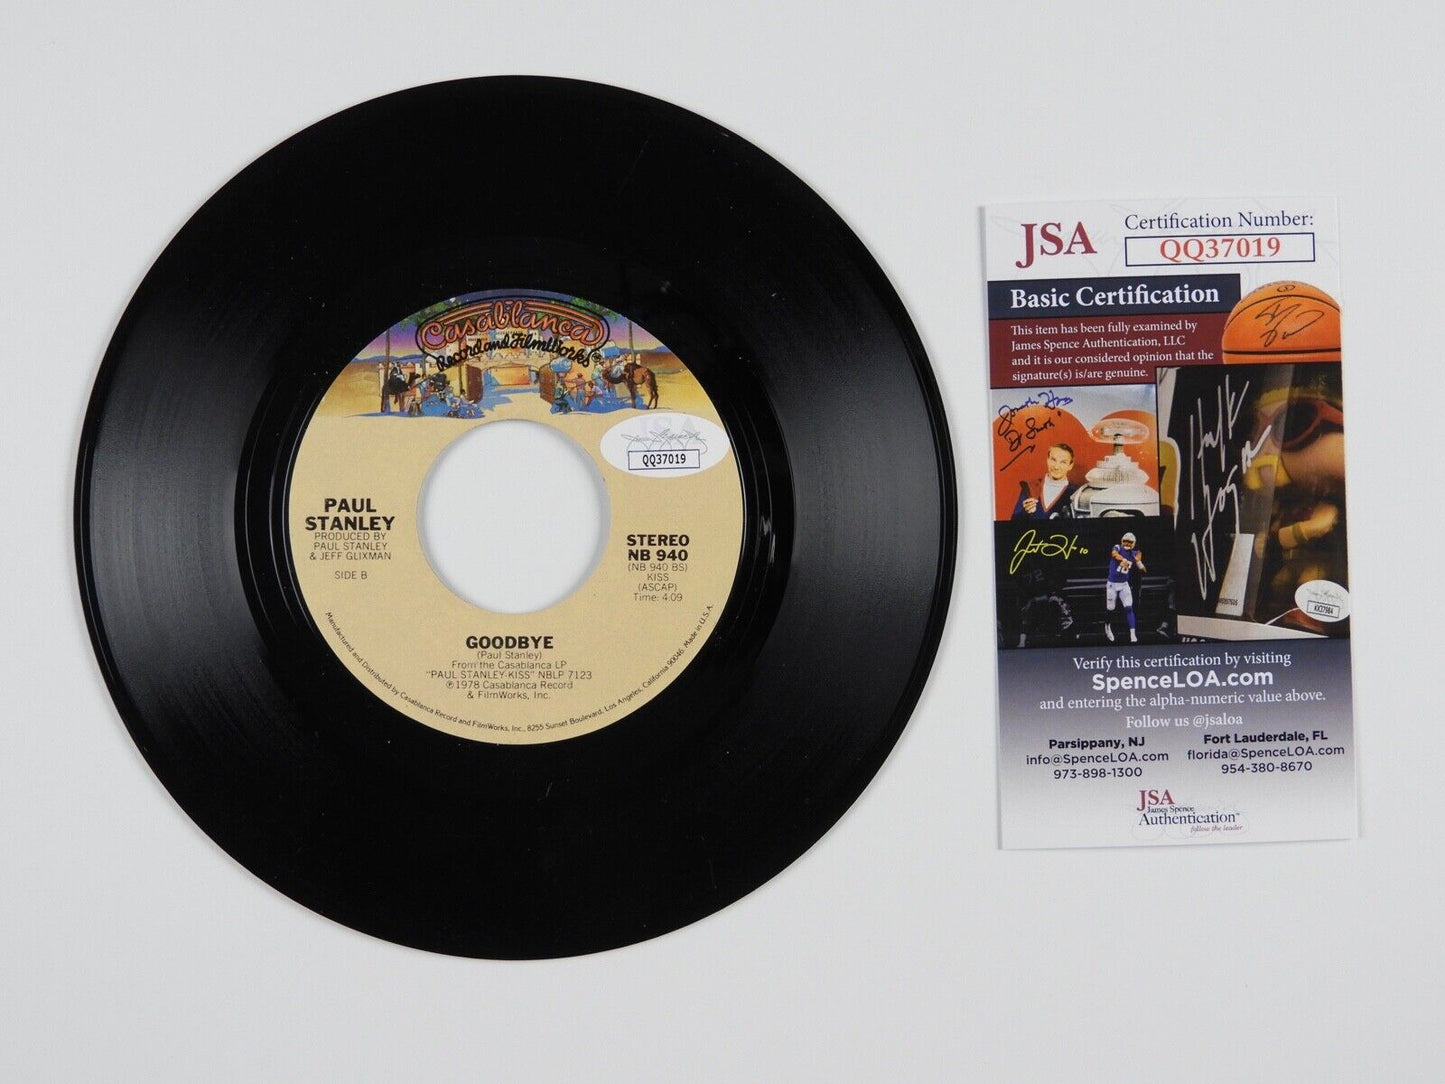 Casablanca
Record and FilmWorks
QQ37019
PAUL
STANLEY
PRODUCED BY
PAUL STANLEY
& JEFF GLIXMAN
SIDE B
STEREO
NB 940
(NB 940 BS)
KISS
(ASCAP)
Time: 4:09
GOODBYE
(Paul Stanley)
From the Casablanca LP
"PAUL STANLEY-KISS" NBLP 7123
℗ 1978 Casablanca Record
& FilmWorks, Inc.
Manufactured and Distributed by Casablanca Record and FilmWorks, Inc., 8255 Sunset Boulevard, Los Angeles, California 90046 Made in U.S.A.
JSA
Certification Number:
QQ37019
Basic Certification
This item has been fully examined by
James Spence Authentication, LLC
and it is our considered opinion that the
signature(s) is/are genuine.
KK37984
Verify this certification by visiting
SpenceLOA.com
and entering the alpha-numeric value above.
Follow us @jsaloa
Parsippany, NJ
info@SpenceLOA.com
973-898-1300
Fort Lauderdale, FL
florida@SpenceLOA.com
954-380-8670
JSA
James Spence
Authentication™
follow the leader